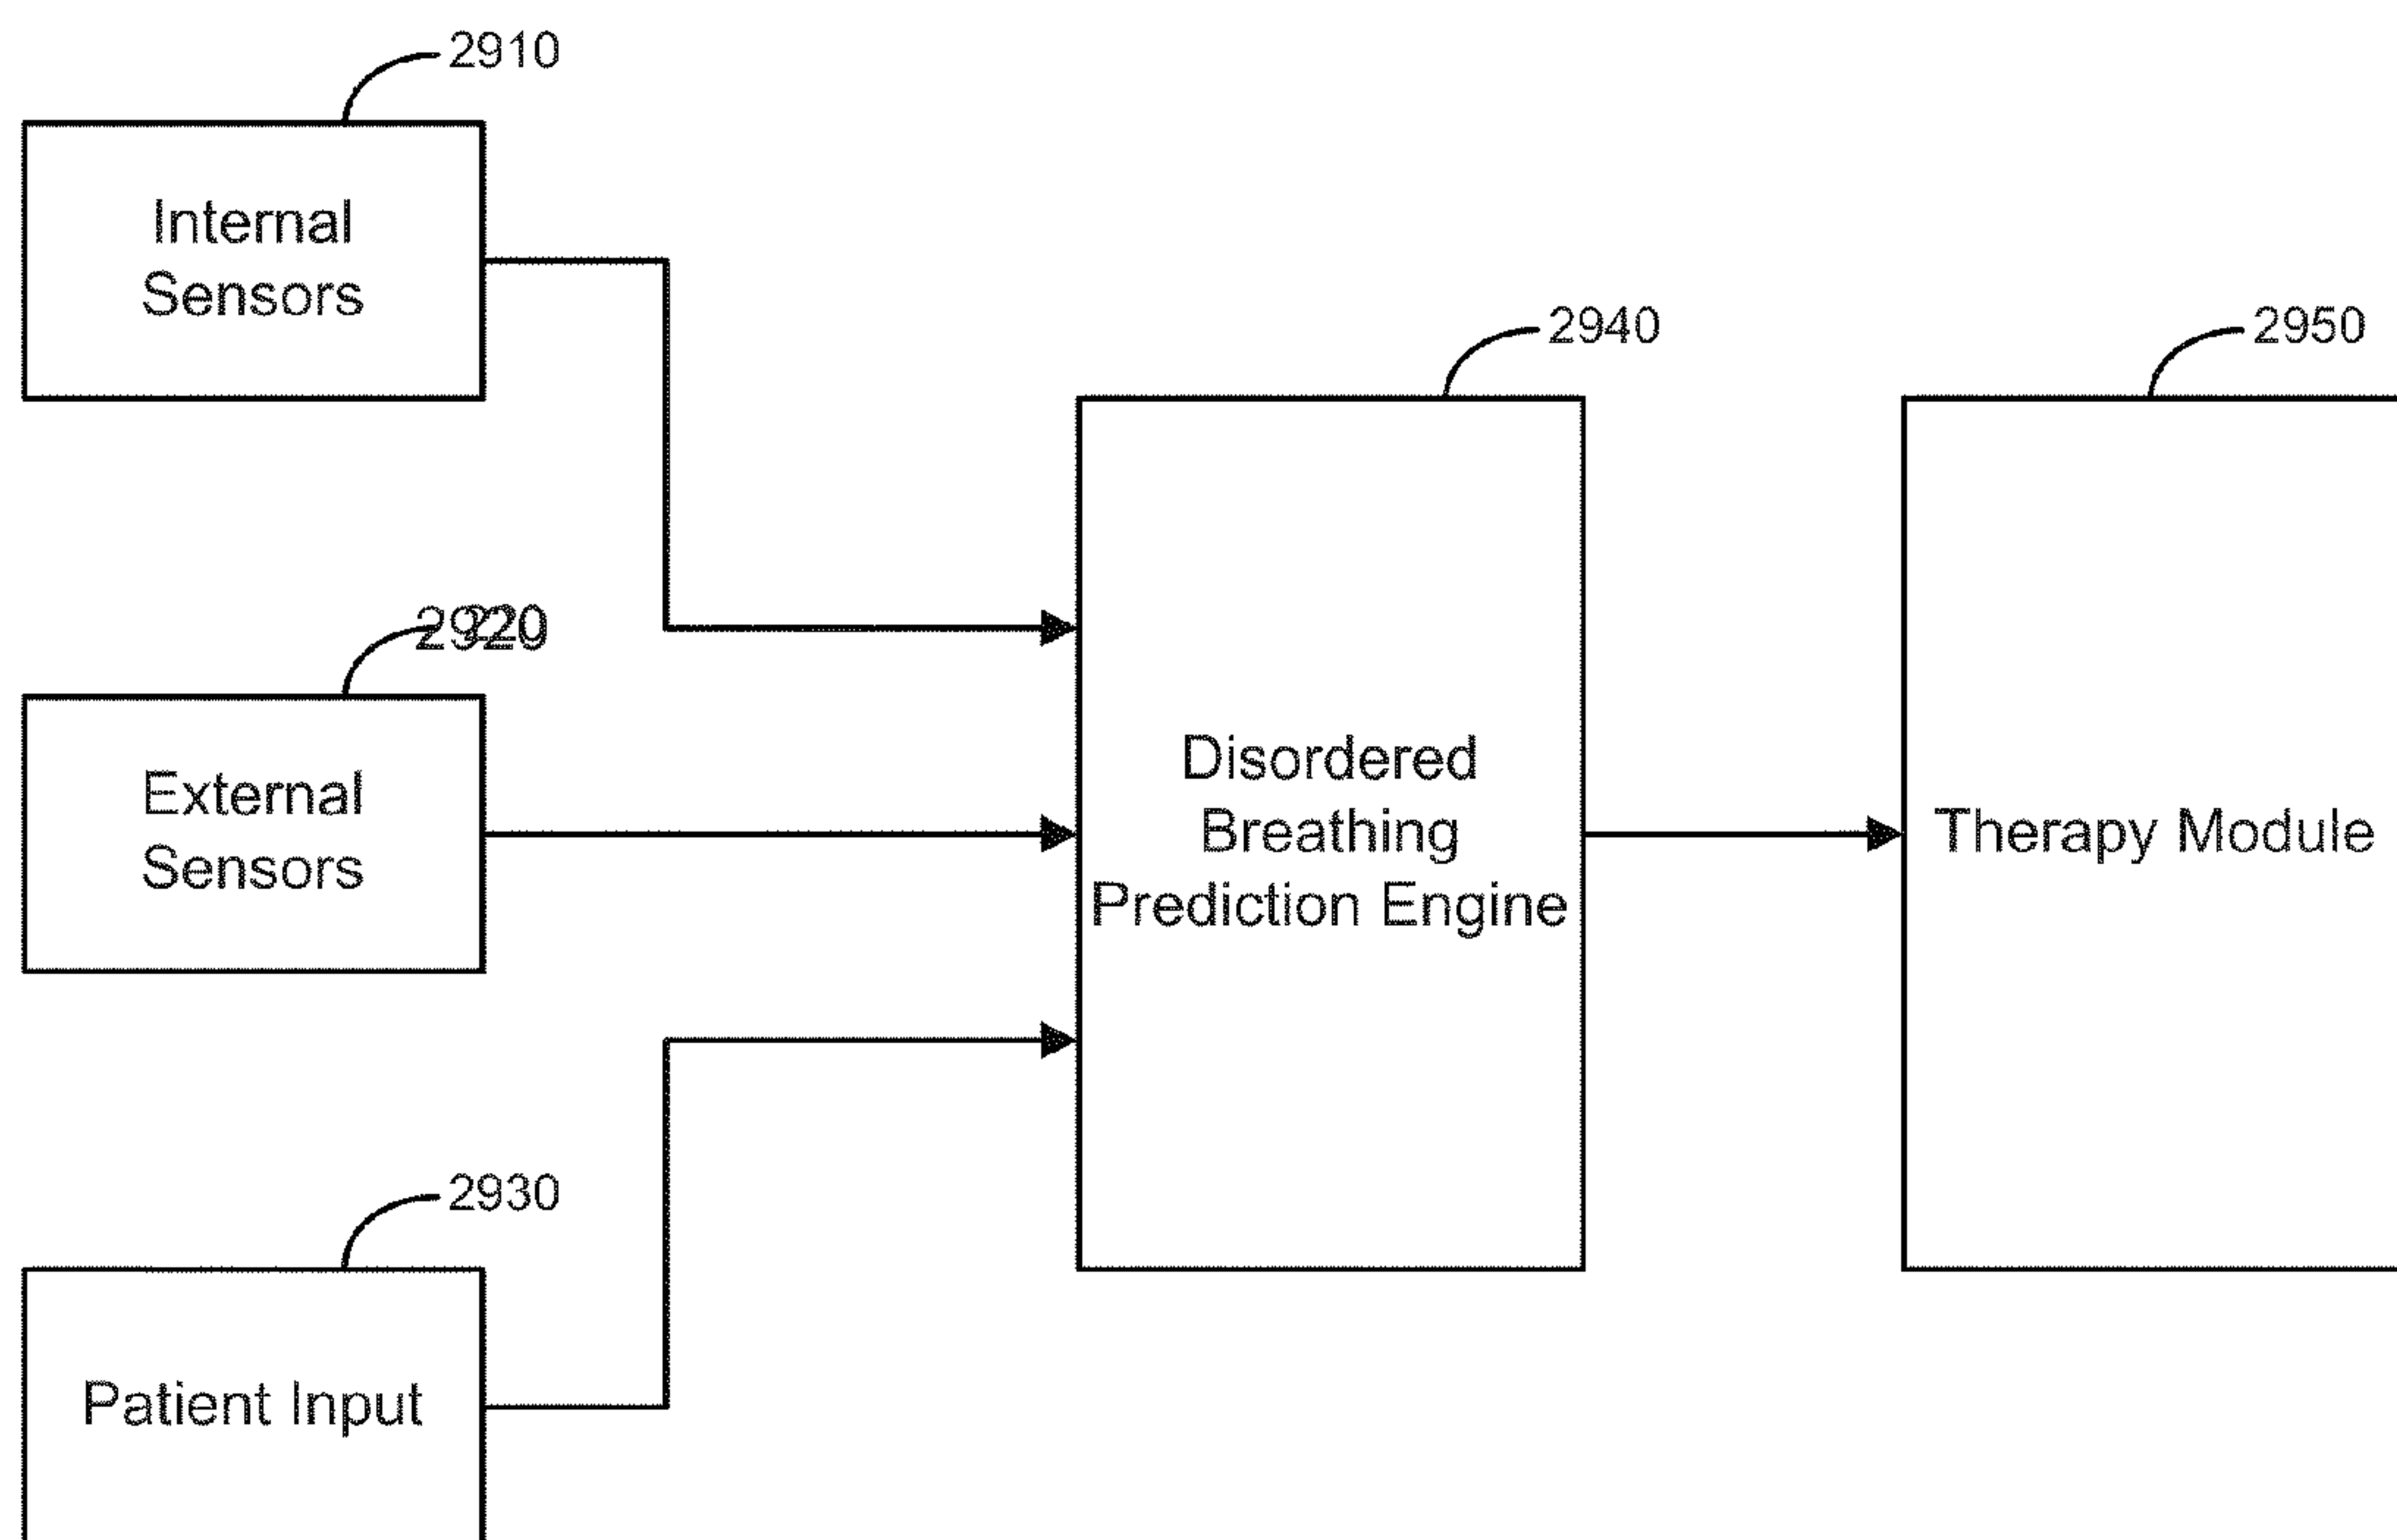 2910
Internal
Sensors
2940
2950
2920
External
Sensors
Disordered
Breathing
Prediction Engine
Therapy Module
2930
Patient Input